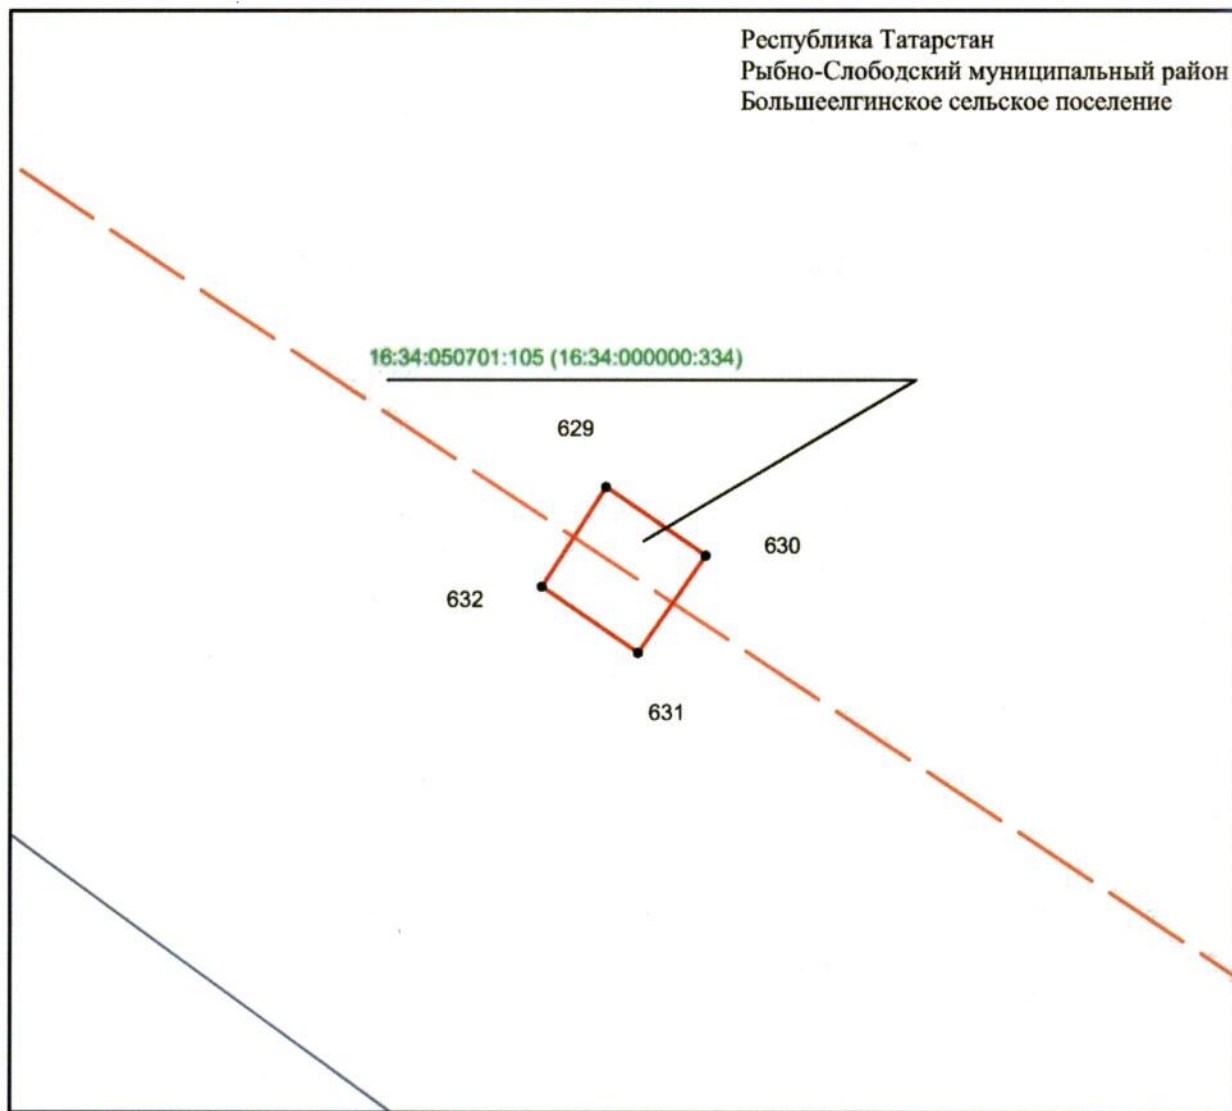 Республика Татарстан
Рыбно-Слободский муниципальный район
Большеелгинское сельское поселение
16:34:050701:105 (16:34:000000:334)
629
630
632
631